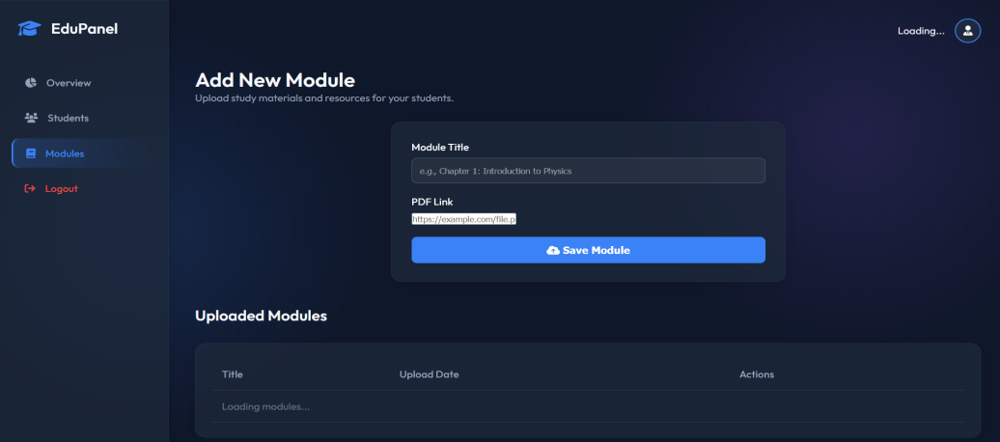 EduPanel
Loading...
Overview
Students
Modules
Logout
Add New Module
Upload study materials and resources for your students.
Module Title
e.g., Chapter 1: Introduction to Physics
PDF Link
https://example.com/file.p
Save Module
Uploaded Modules
Title Upload Date Actions
Loading modules...